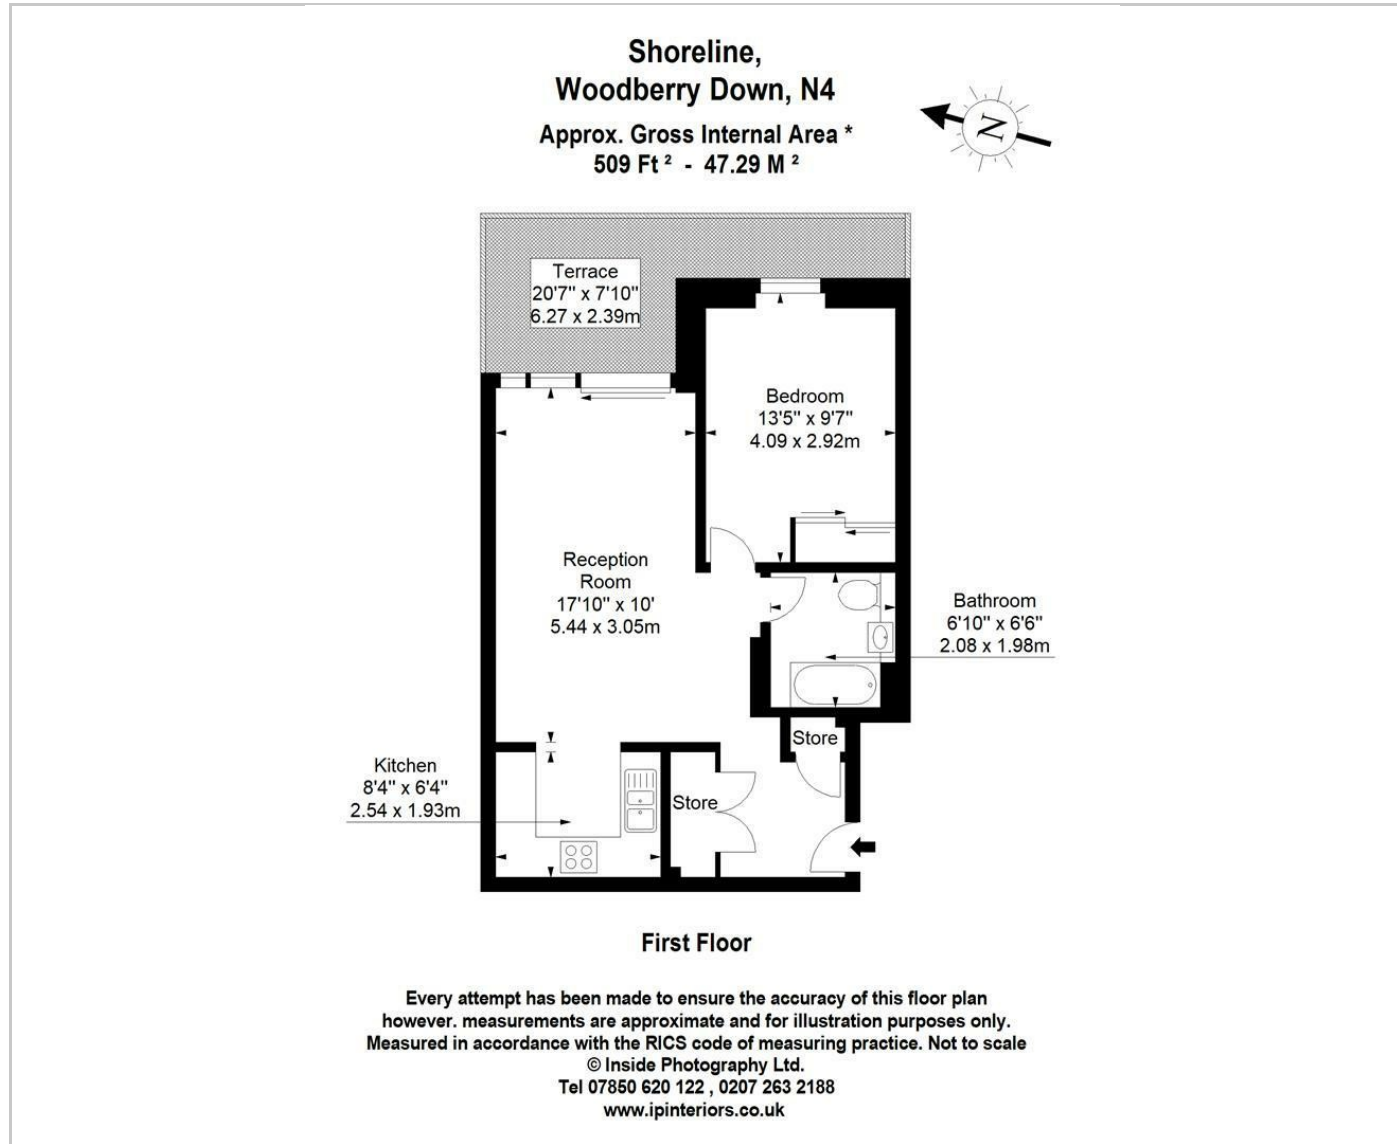 Shoreline,
Woodberry Down, N4
Approx. Gross Internal Area *
509 Ft ² - 47.29 M ²
N
Terrace
20'7" x 7'10"
6.27 x 2.39m
Bedroom
13'5" x 9'7"
4.09 x 2.92m
Reception
Room
17'10" x 10'
5.44 x 3.05m
Bathroom
6'10" x 6'6"
2.08 x 1.98m
Store
Kitchen
8'4" x 6'4"
2.54 x 1.93m
Store
First Floor
Every attempt has been made to ensure the accuracy of this floor plan
however. measurements are approximate and for illustration purposes only.
Measured in accordance with the RICS code of measuring practice. Not to scale
© Inside Photography Ltd.
Tel 07850 620 122 , 0207 263 2188
www.ipinteriors.co.uk